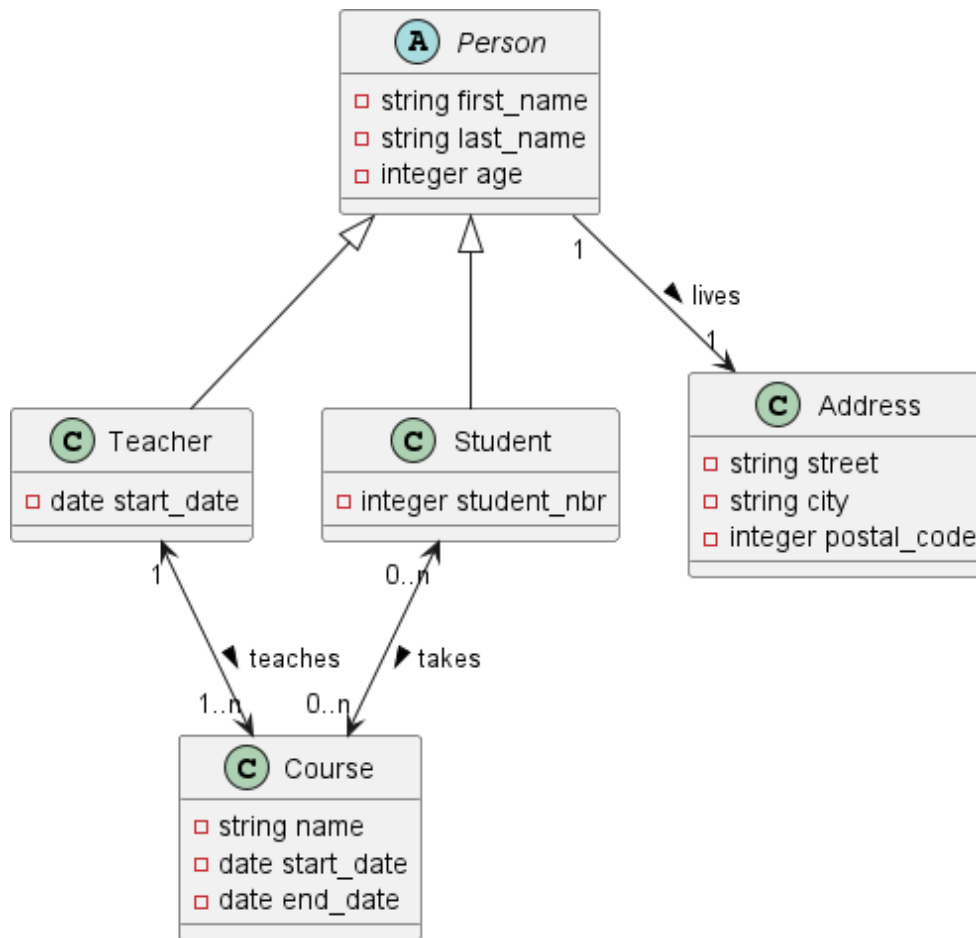 A Person
string first_name
string last_name
integer age
1
lives
1
C Teacher
date start_date
C Student
integer student_nbr
C Address
string street
string city
integer postal_code
1
0..n
teaches
takes
1..n
0..n
C Course
string name
date start_date
date end_date